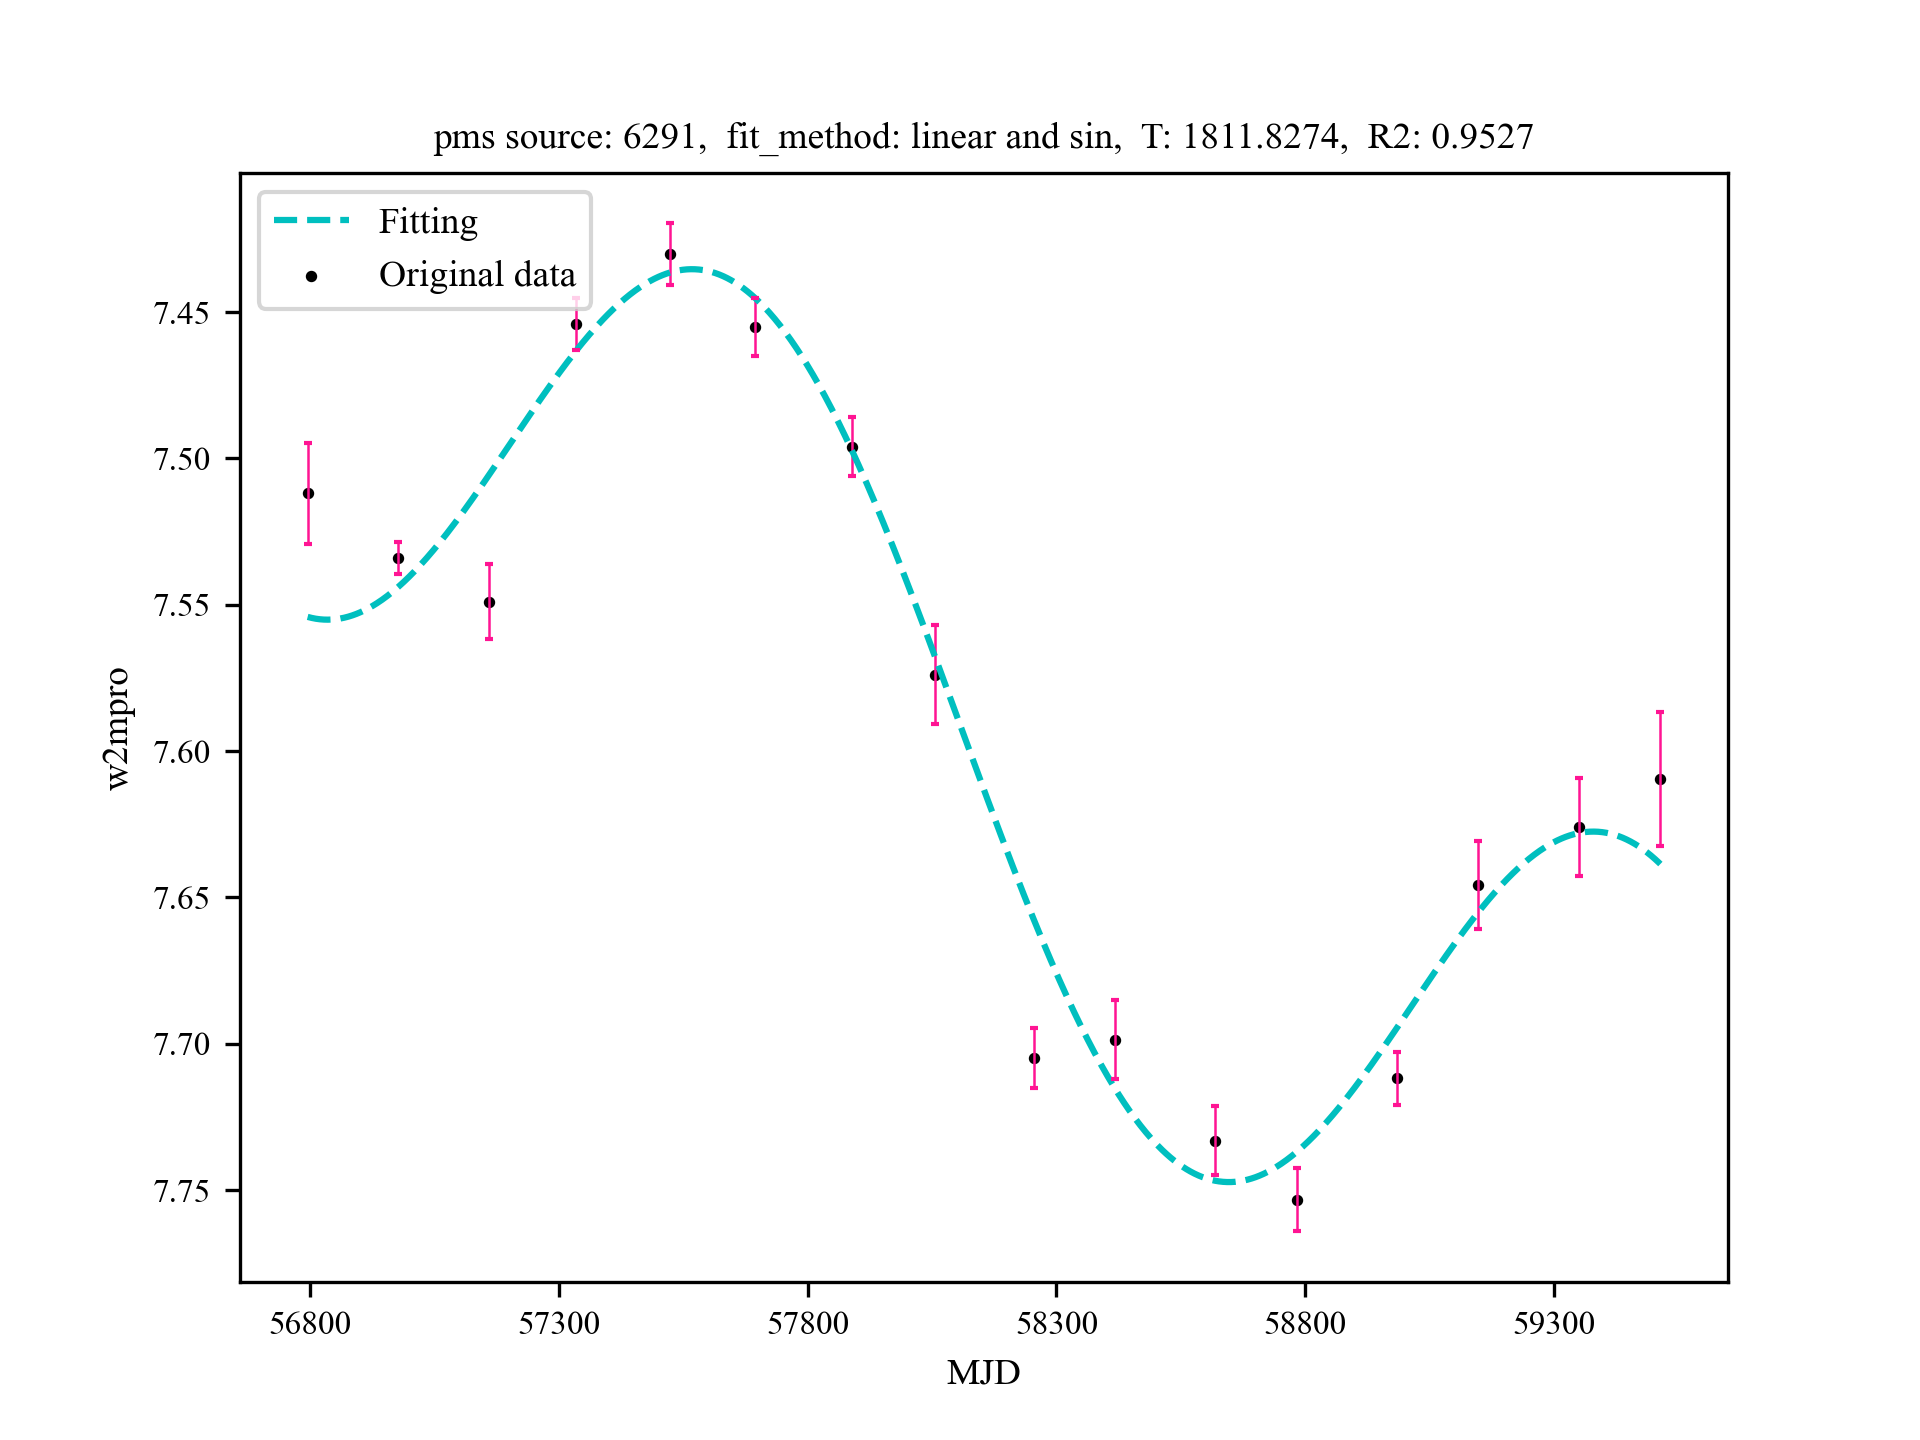 pms source: 6291,  fit_method: linear and sin,  T: 1811.8274,  R2: 0.9527
Fitting
Original data
7.45
7.50
7.55
7.60
7.65
7.70
7.75
w2mpro
56800
57300
57800
58300
58800
59300
MJD